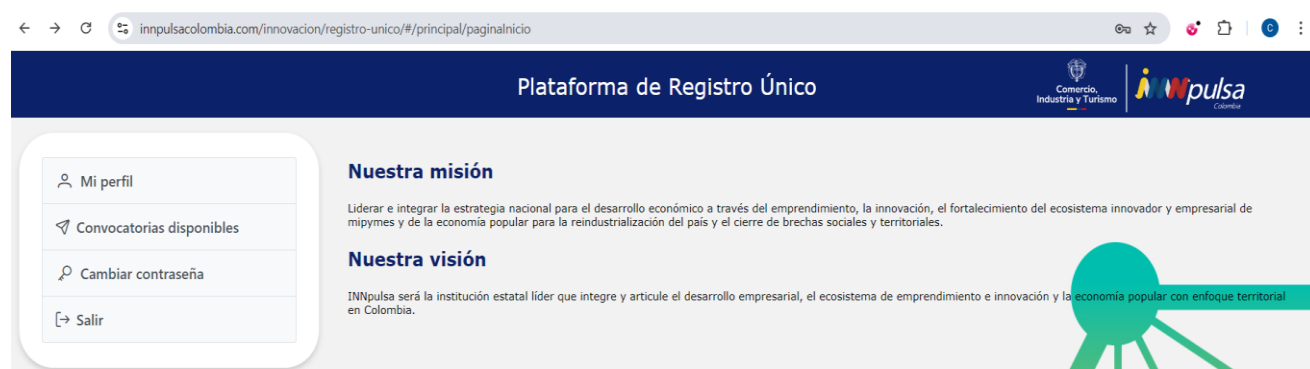 innpulsacolombia.com/innovacion/registro-unico/#/principal/paginaInicio
C
Plataforma de Registro Único
Comercio,
Industria y Turismo
iNNpulsa
Colombia
Mi perfil
Convocatorias disponibles
Cambiar contraseña
Salir
Nuestra misión
Liderar e integrar la estrategia nacional para el desarrollo económico a través del emprendimiento, la innovación, el fortalecimiento del ecosistema innovador y empresarial de
mipymes y de la economía popular para la reindustrialización del país y el cierre de brechas sociales y territoriales.
Nuestra visión
INNpulsa será la institución estatal líder que integre y articule el desarrollo empresarial, el ecosistema de emprendimiento e innovación y la economía popular con enfoque territorial
en Colombia.